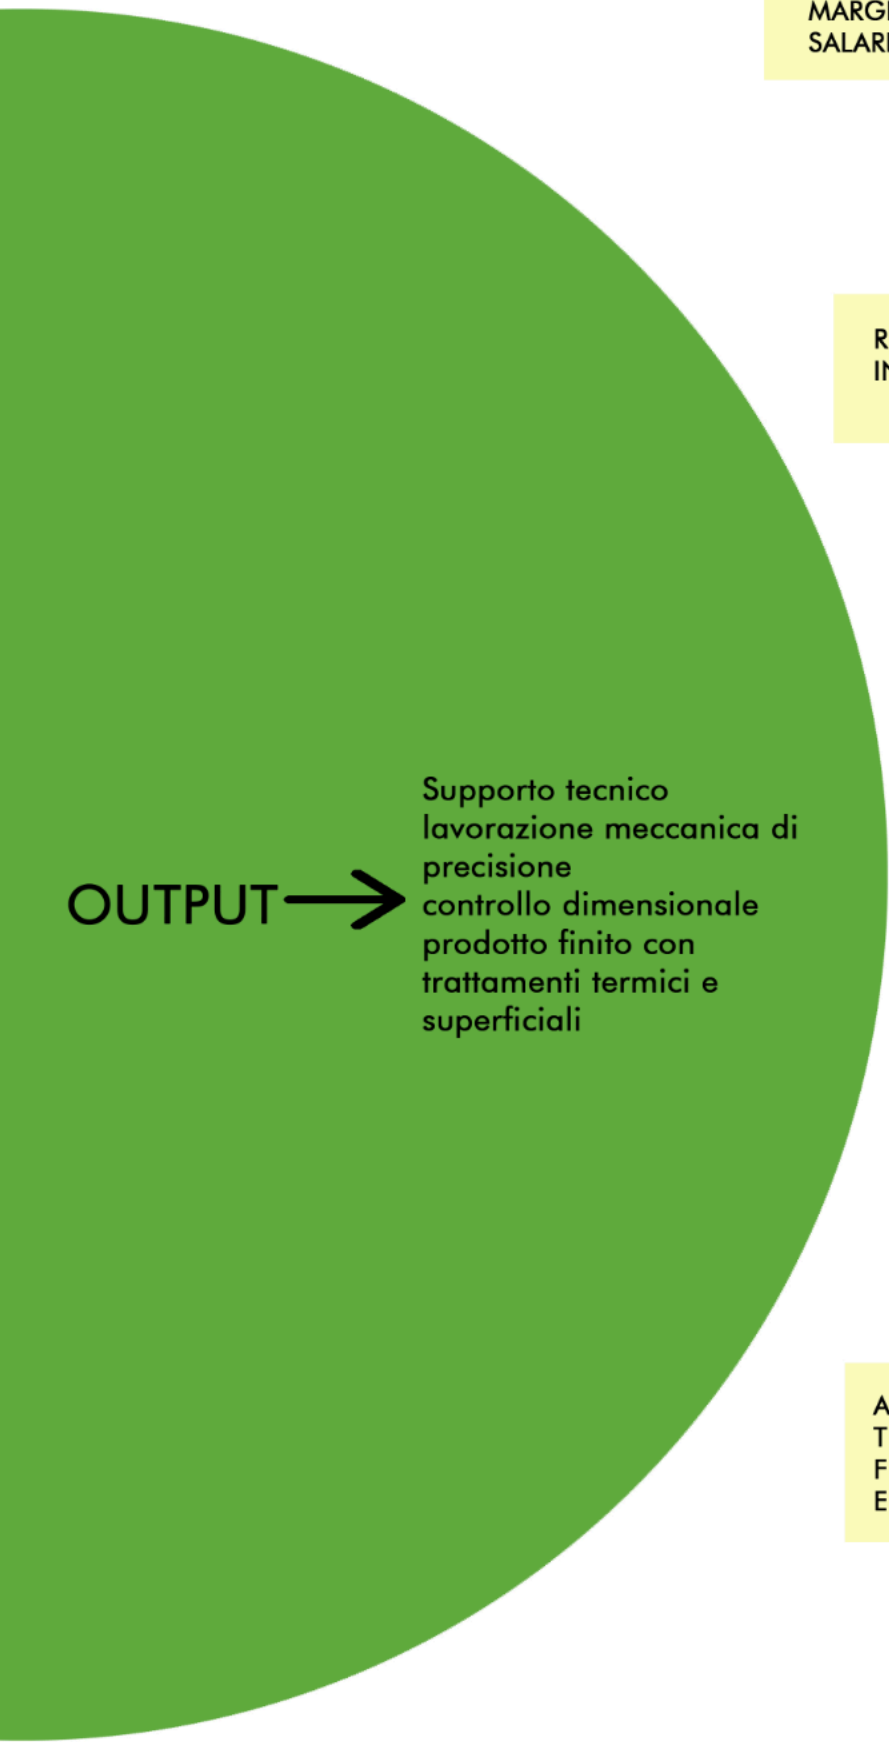 OUTPUT
Supporto tecnico
lavorazione meccanica di
precisione
controllo dimensionale
prodotto finito con
trattamenti termici e
superficiali